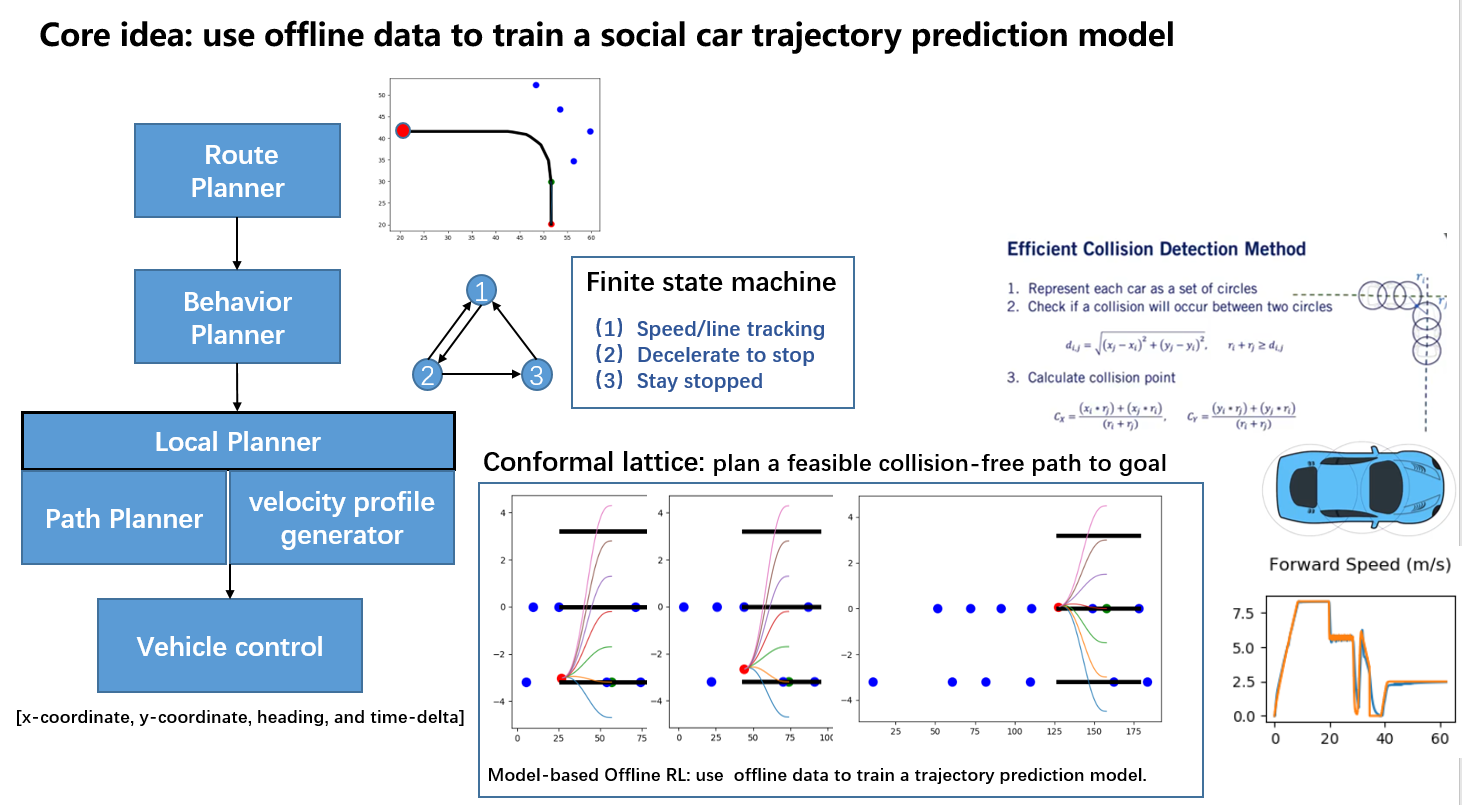 Core idea: use offline data to train a social car trajectory prediction model
50
45
40
35
30
25
20
20 25 30 35 40 45 50 55 60
Route
Planner
Behavior
Planner
Local Planner
Path Planner
velocity profile
generator
Vehicle control
[x-coordinate, y-coordinate, heading, and time-delta]
1
2
3
Finite state machine
(1) Speed/line tracking
(2) Decelerate to stop
(3) Stay stopped
Efficient Collision Detection Method
1. Represent each car as a set of circles
2. Check if a collision will occur between two circles
d_{i,j} = √((x_j − x_i)² + (y_j − y_i)²), r_i + r_j ≥ d_{i,j}
3. Calculate collision point
C_x = ((x_i * r_j) + (x_j * r_i)) / (r_i + r_j), C_Y = ((y_i * r_j) + (y_j * r_i)) / (r_i + r_j)
r_i
r_j
Conformal lattice: plan a feasible collision-free path to goal
4
2
0
−2
−4
0 25 50 75
4
2
0
−2
−4
0 25 50 75
4
2
0
−2
−4
25 50 75 100 125 150 175
Model-based Offline RL: use offline data to train a trajectory prediction model.
Forward Speed (m/s)
7.5
5.0
2.5
0.0
0 20 40 60